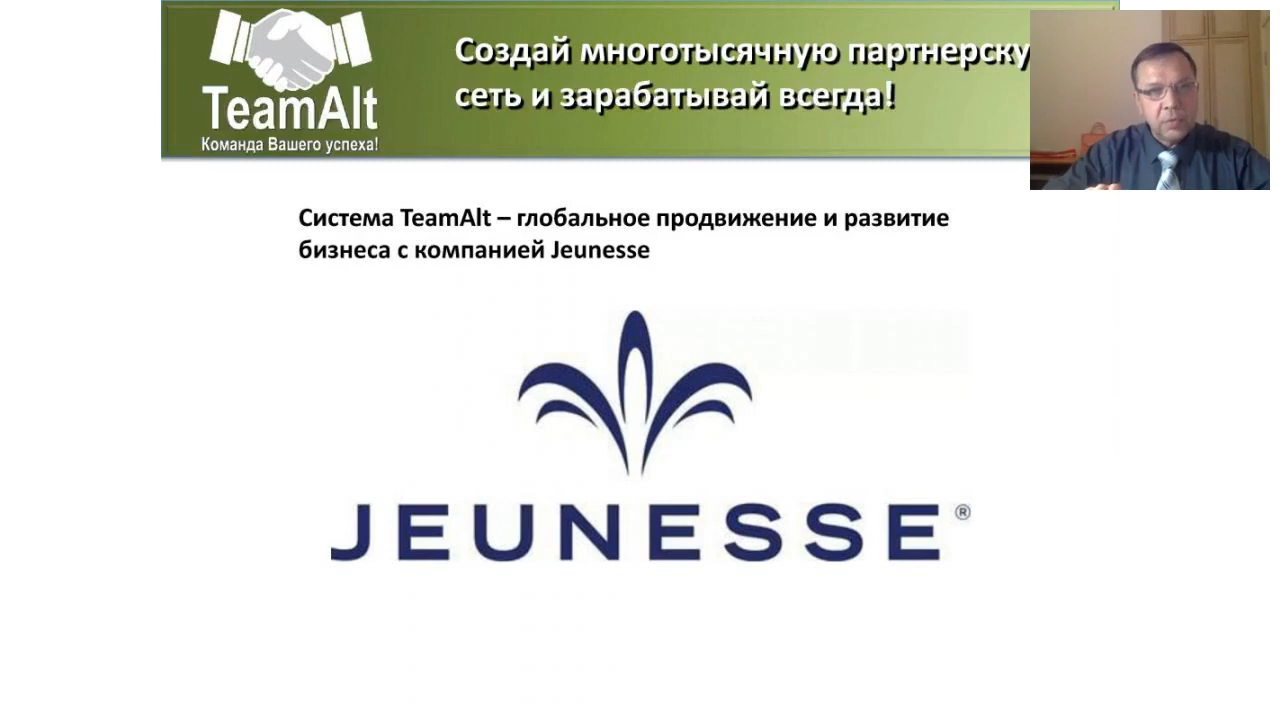 TeamAlt
Команда Вашего успеха!
Создай многотысячную партнерску
сеть и зарабатывай всегда!
Система TeamAlt – глобальное продвижение и развитие
бизнеса с компанией Jeunesse
JEUNESSE®